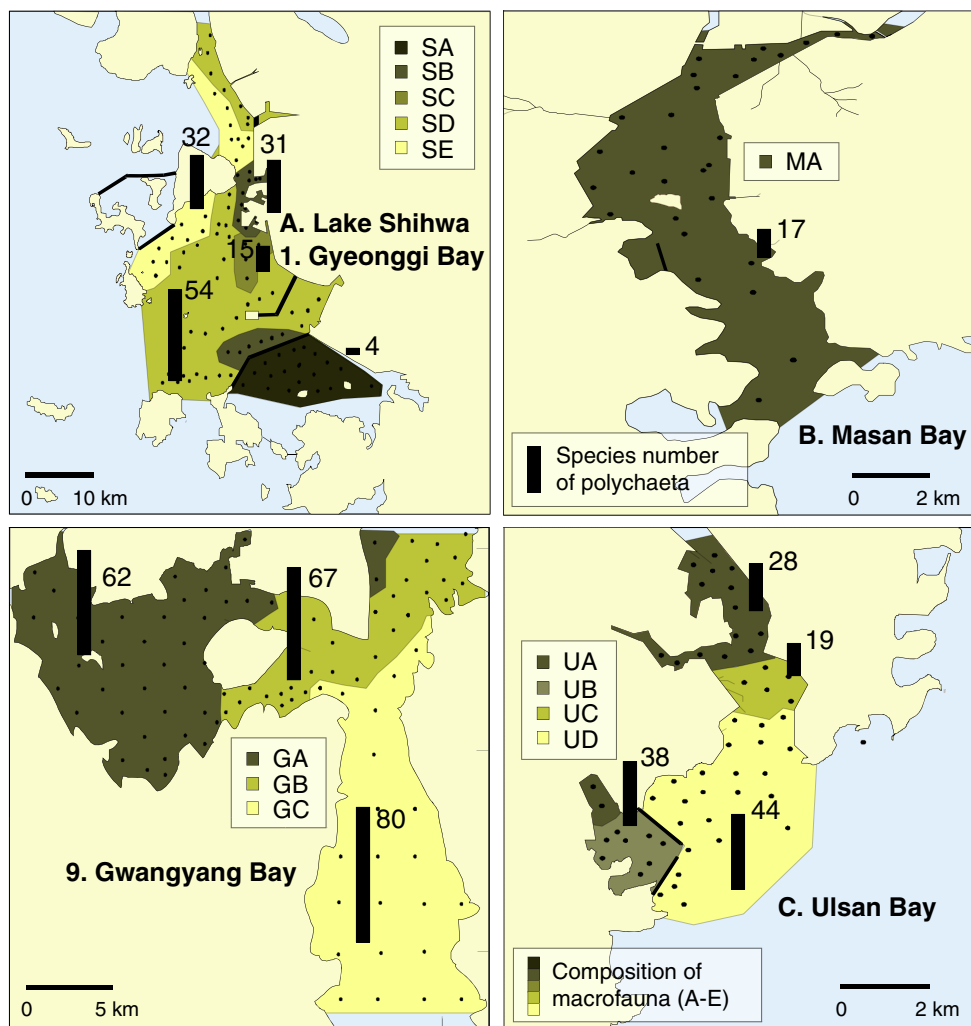 SA
SB
SC
SD
SE
32
31
A. Lake Shihwa
15
1. Gyeonggi Bay
54
4
0 10 km
MA
17
B. Masan Bay
Species number
of polychaeta
0 2 km
62
67
GA
GB
GC
80
9. Gwangyang Bay
0 5 km
28
19
UA
UB
UC
UD
38
44
C. Ulsan Bay
Composition of
macrofauna (A-E)
0 2 km